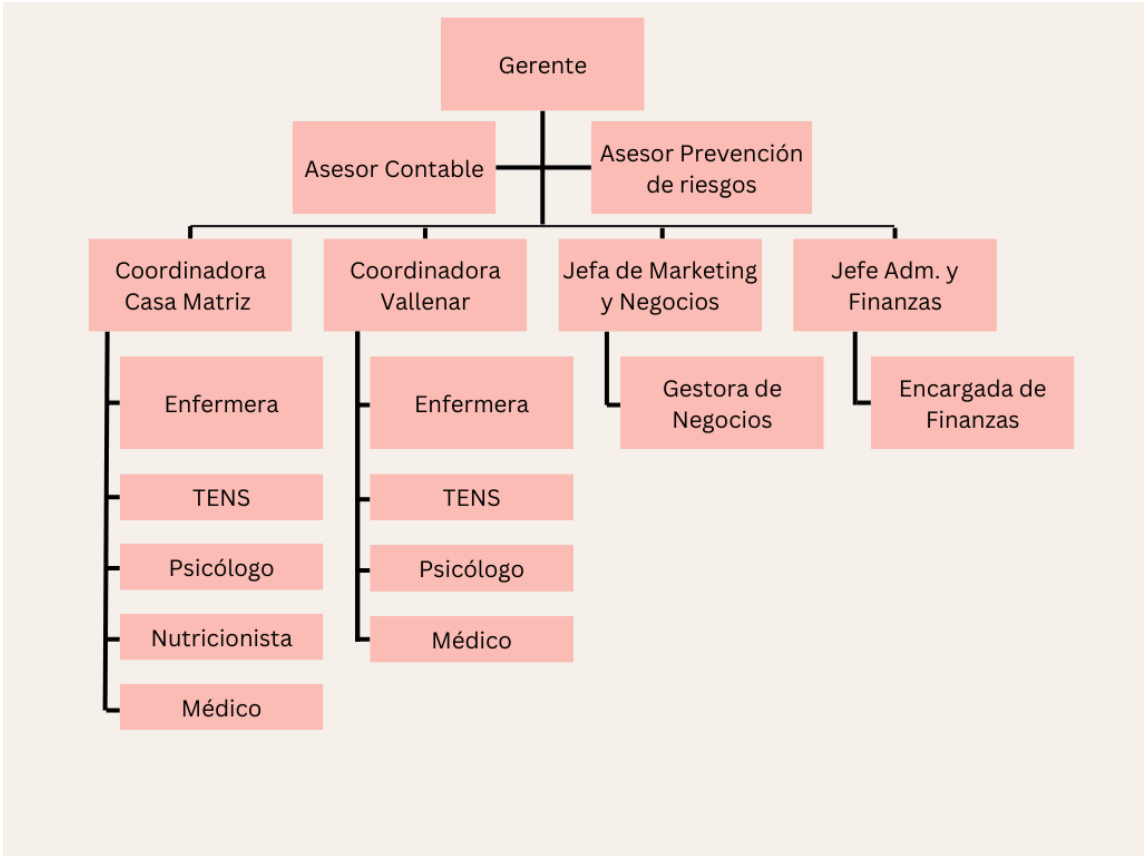 Gerente
Asesor Contable
Asesor Prevención
de riesgos
Coordinadora
Casa Matriz
Coordinadora
Vallenar
Jefa de Marketing
y Negocios
Jefe Adm. y
Finanzas
Enfermera
TENS
Psicólogo
Nutricionista
Médico
Enfermera
TENS
Psicólogo
Médico
Gestora de
Negocios
Encargada de
Finanzas